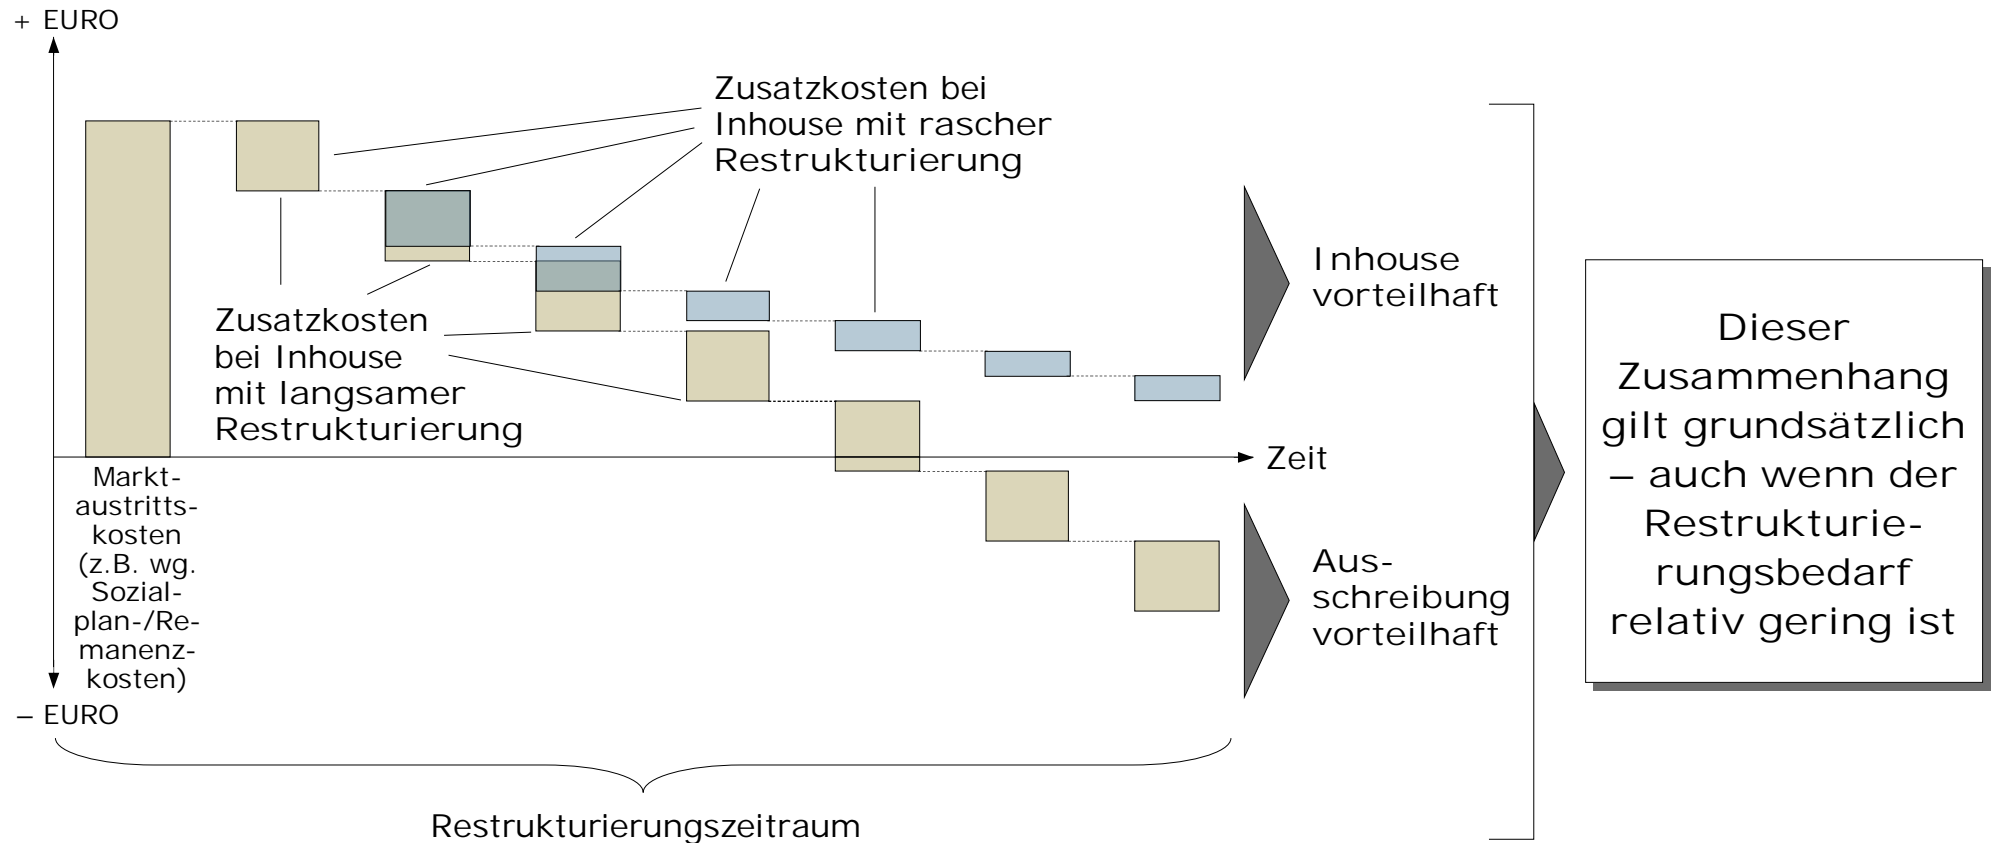 + EURO
Zusatzkosten bei
Inhouse mit rascher
Restrukturierung
Zusatzkosten
bei Inhouse
mit langsamer
Restrukturierung
Inhouse
vorteilhaft
Zeit
Markt-
austritts-
kosten
(z.B. wg.
Sozial-
plan-/Re-
manenz-
kosten)
– EURO
Aus-
schreibung
vorteilhaft
Restrukturierungszeitraum
Dieser
Zusammenhang
gilt grundsätzlich
– auch wenn der
Restrukturie-
rungsbedarf
relativ gering ist